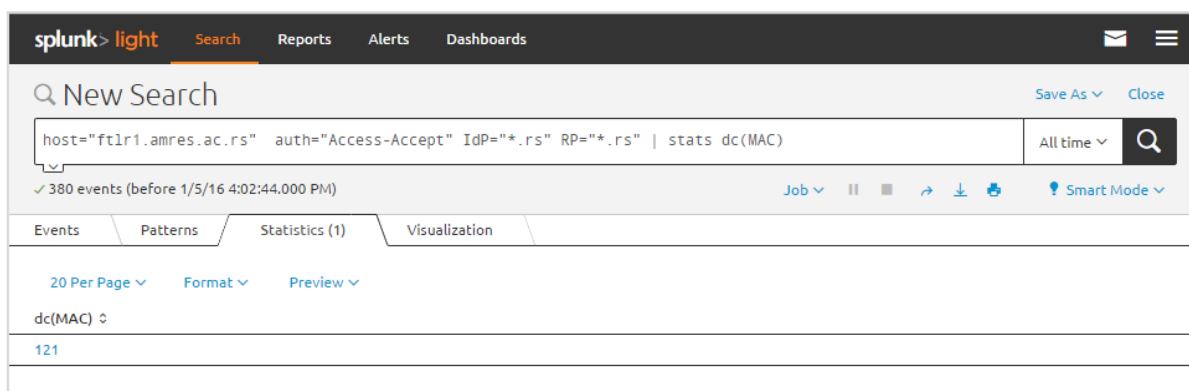 splunk> light Search Reports Alerts Dashboards
New Search Save As Close
host="ftlr1.amres.ac.rs"  auth="Access-Accept" IdP="*.rs" RP="*.rs" | stats dc(MAC) All time
✓ 380 events (before 1/5/16 4:02:44.000 PM) Job Smart Mode
Events Patterns Statistics (1) Visualization
20 Per Page Format Preview
dc(MAC)
121